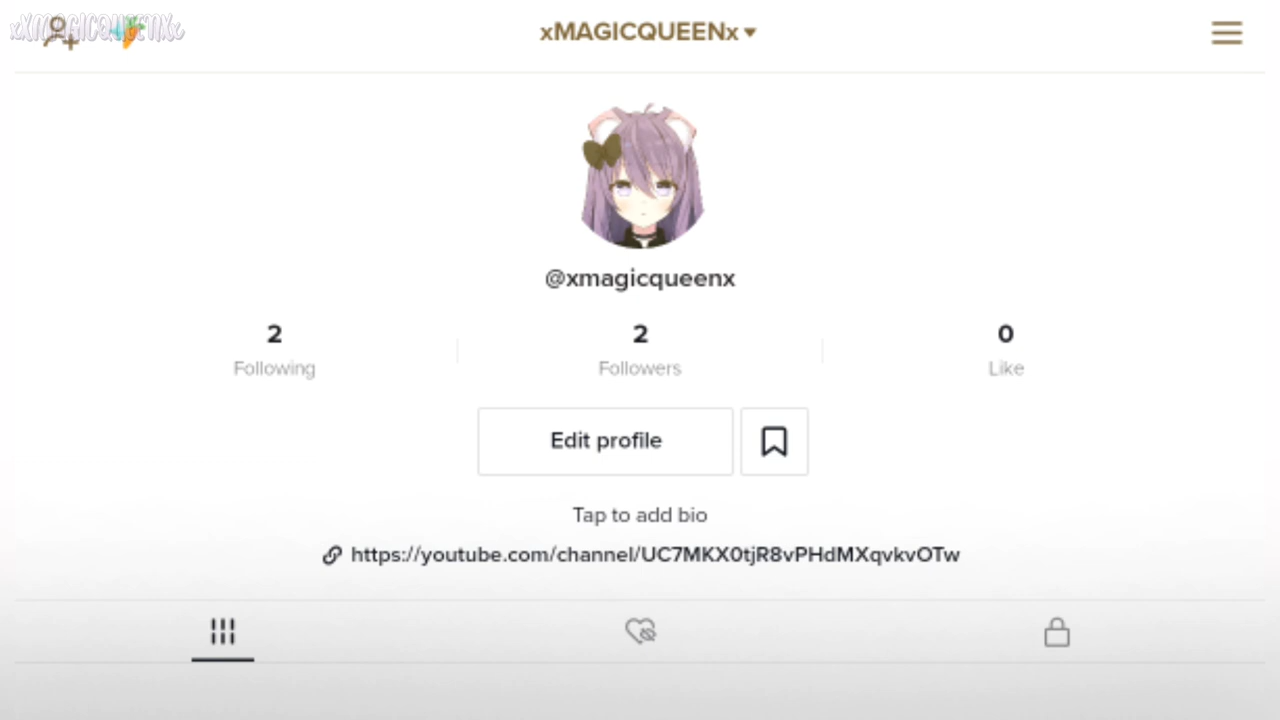 xXMAGICQUEENXx
xMAGICQUEENx
@xmagicqueenx
2 2 0
Following Followers Like
Edit profile
Tap to add bio
https://youtube.com/channel/UC7MKX0tjR8vPHdMXqvkvOTw